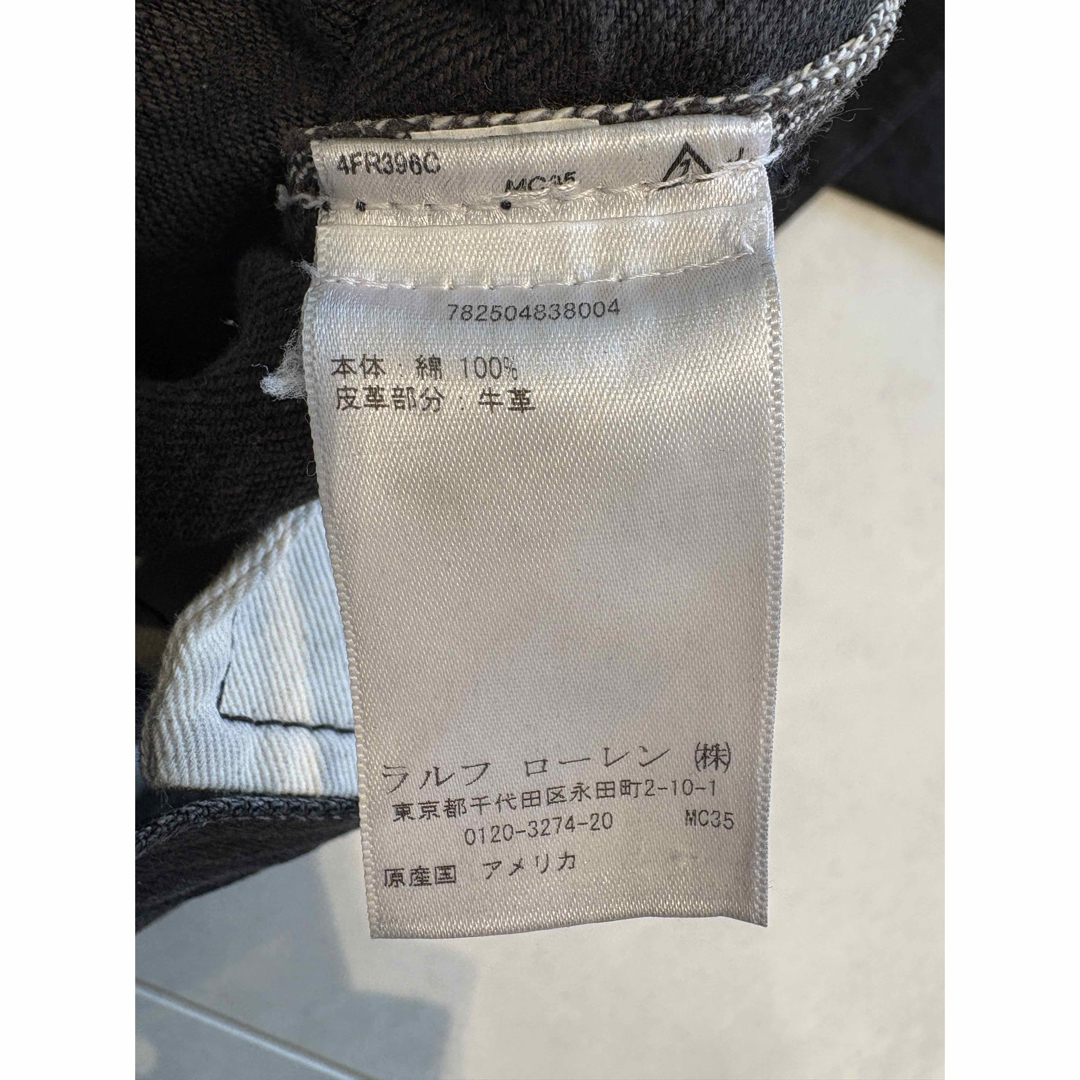 4FR396C
MC35
782504838004
本体：綿 100%
皮革部分：牛革
ラルフ ローレン ㈱
東京都千代田区永田町2-10-1
0120-3274-20 MC35
原産国 アメリカ